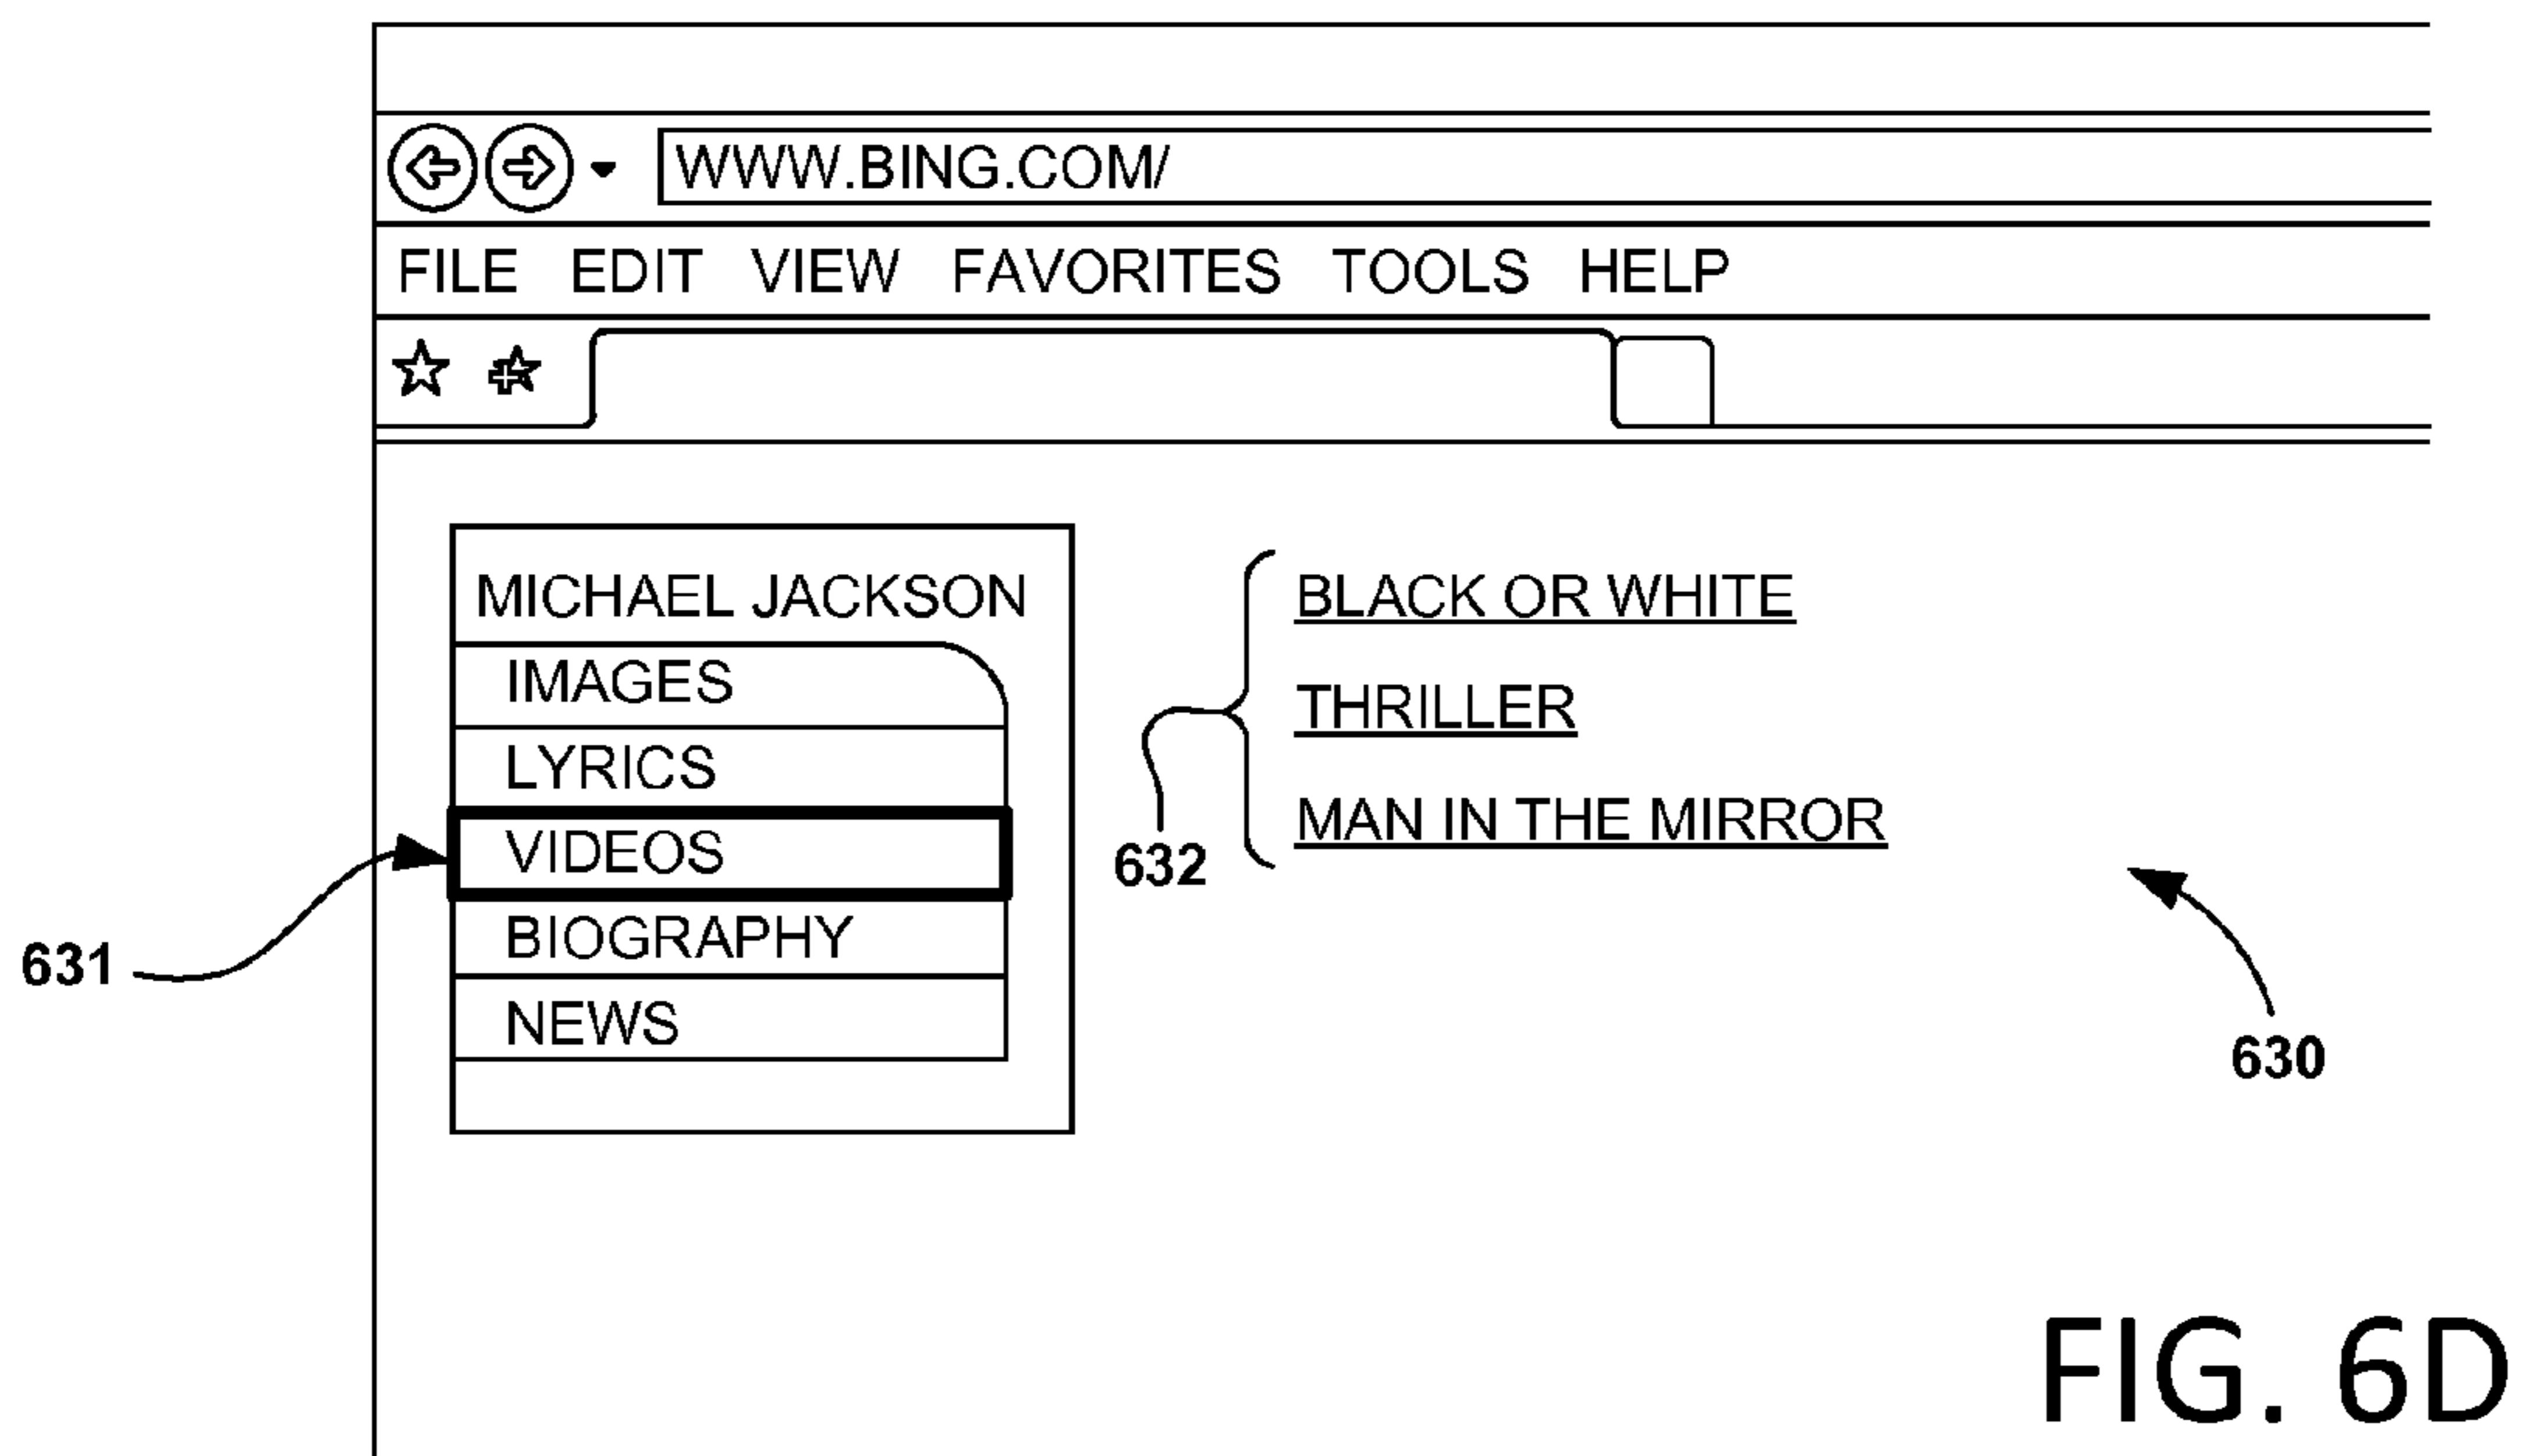 WWW.BING.COM/
FILE EDIT VIEW FAVORITES TOOLS HELP
MICHAEL JACKSON
IMAGES
LYRICS
VIDEOS
BIOGRAPHY
NEWS
BLACK OR WHITE
THRILLER
MAN IN THE MIRROR
632
631
630
FIG. 6D